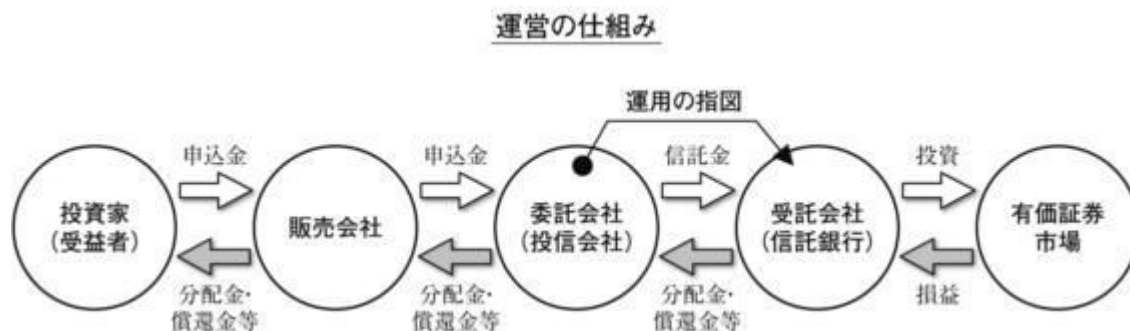 運営の仕組み
運用の指図
申込金
申込金
信託金
投資
投資家
(受益者)
販売会社
委託会社
(投信会社)
受託会社
(信託銀行)
有価証券
市場
分配金・
償還金等
分配金・
償還金等
分配金・
償還金等
損益